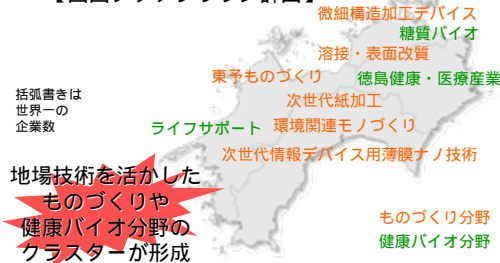 微細構造加工デバイス
糖質バイオ
溶接・表面改質
東予ものづくり
徳島健康・医療産業
括弧書きは
世界一の
企業数
次世代紙加工
ライフサポート
環境関連モノづくり
次世代情報デバイス用薄膜ナノ技術
地場技術を活かした
ものづくりや
健康バイオ分野の
クラスターが形成
ものづくり分野
健康バイオ分野